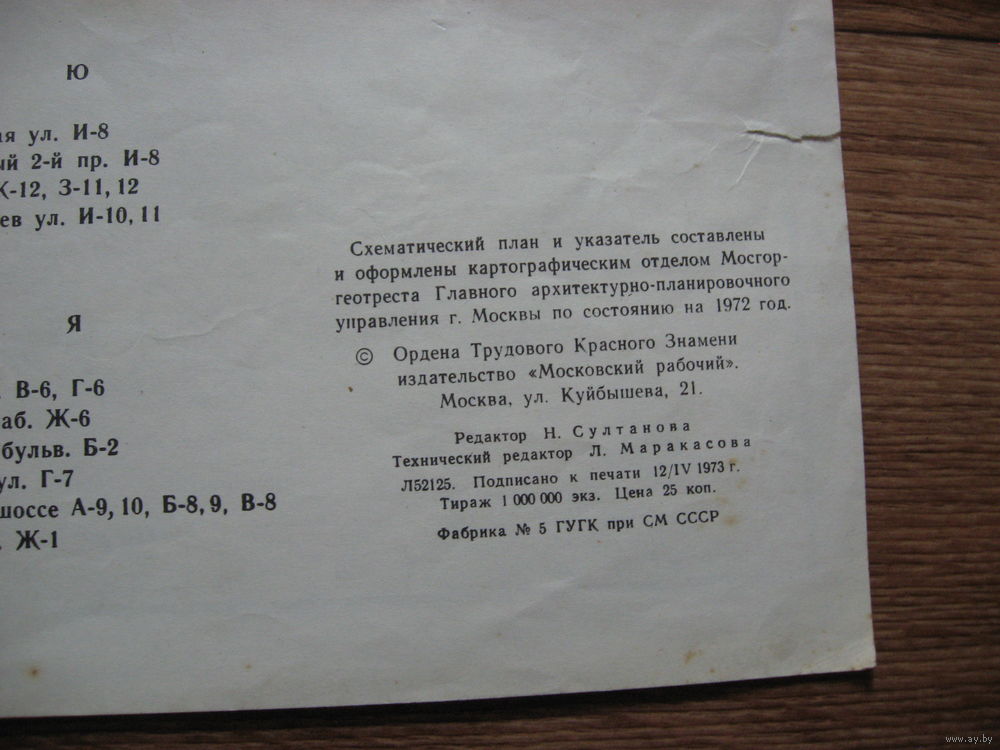 Ю
ул. И-8
2-й пр. И-8
-12, З-11, 12
ул. И-10, 11
Я
В-6, Г-6
Ж-6
бульв. Б-2
ул. Г-7
шоссе А-9, 10, Б-8, 9, В-8
Ж-1
Схематический план и указатель составлены
и оформлены картографическим отделом Мосгор-
геотреста Главного архитектурно-планировочного
управления г. Москвы по состоянию на 1972 год.
© Ордена Трудового Красного Знамени
издательство «Московский рабочий».
Москва, ул. Куйбышева, 21.
Редактор Н. Султанова
Технический редактор Л. Маракасова
Л52125. Подписано к печати 12/IV 1973 г.
Тираж 1 000 000 экз. Цена 25 коп.
Фабрика № 5 ГУГК при СМ СССР
www.ay.by